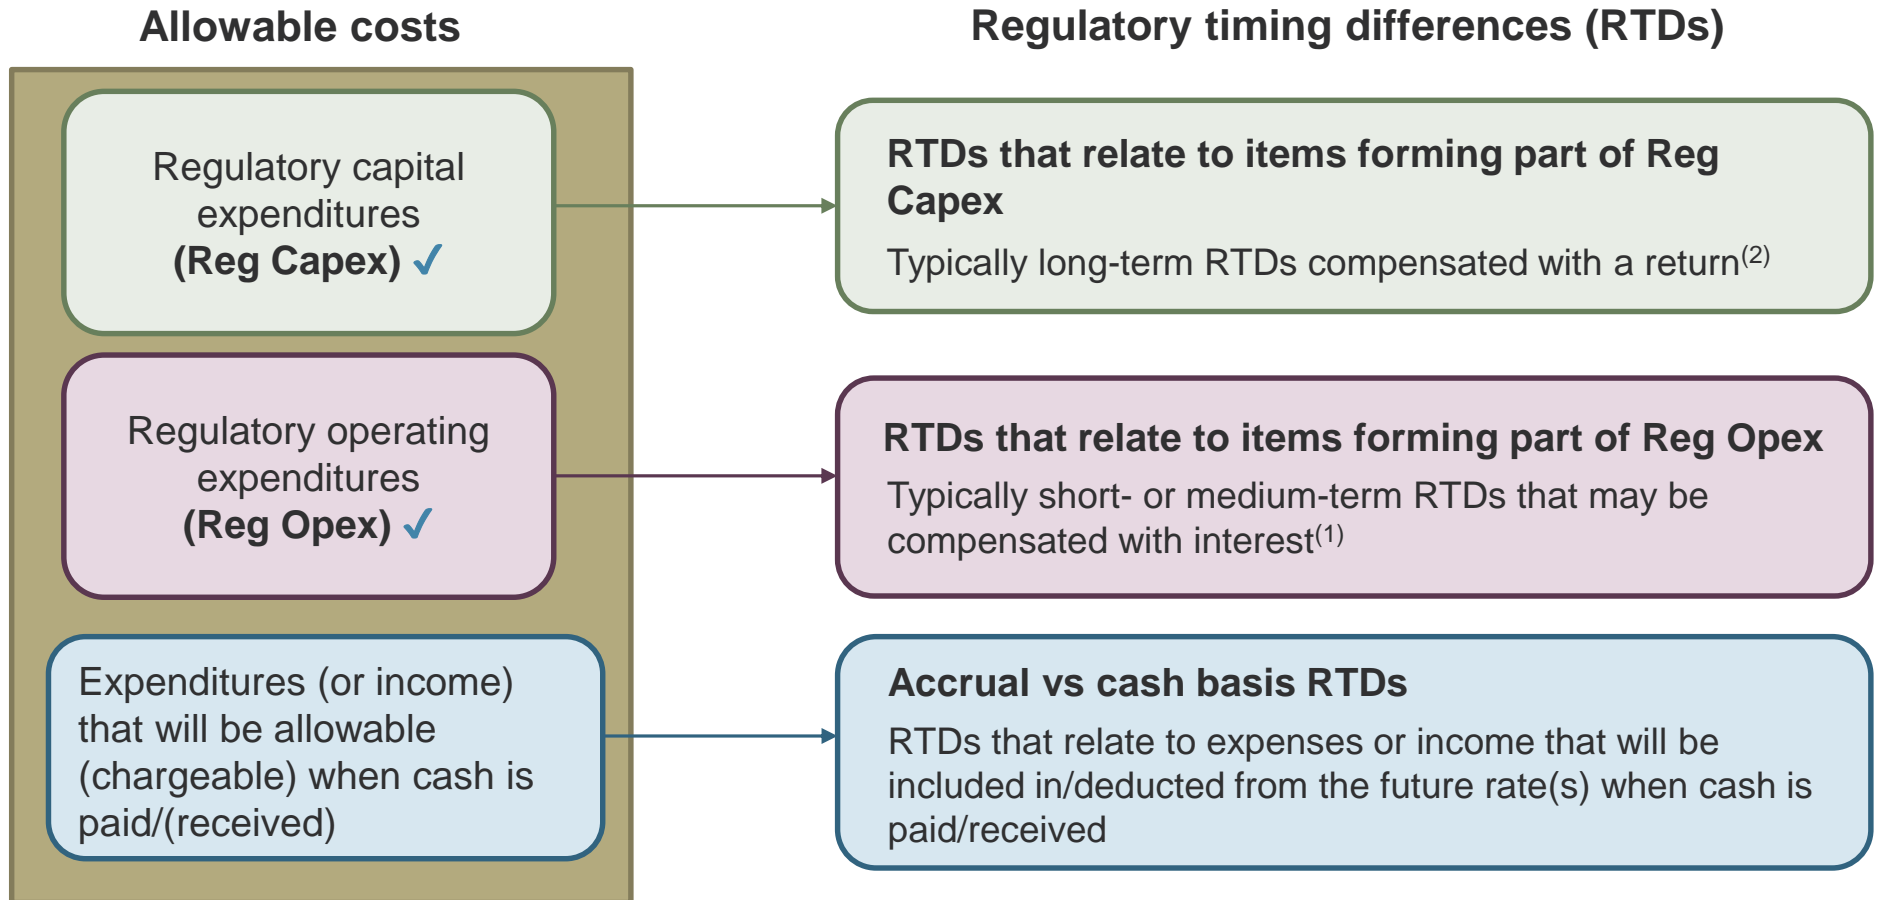 Allowable costs
Regulatory timing differences (RTDs)
Regulatory capital
expenditures
(Reg Capex) ✓
RTDs that relate to items forming part of Reg
Capex
Typically long-term RTDs compensated with a return(2)
Regulatory operating
expenditures
(Reg Opex) ✓
RTDs that relate to items forming part of Reg Opex
Typically short- or medium-term RTDs that may be
compensated with interest(1)
Expenditures (or income)
that will be allowable
(chargeable) when cash is
paid/(received)
Accrual vs cash basis RTDs
RTDs that relate to expenses or income that will be
included in/deducted from the future rate(s) when cash is
paid/received